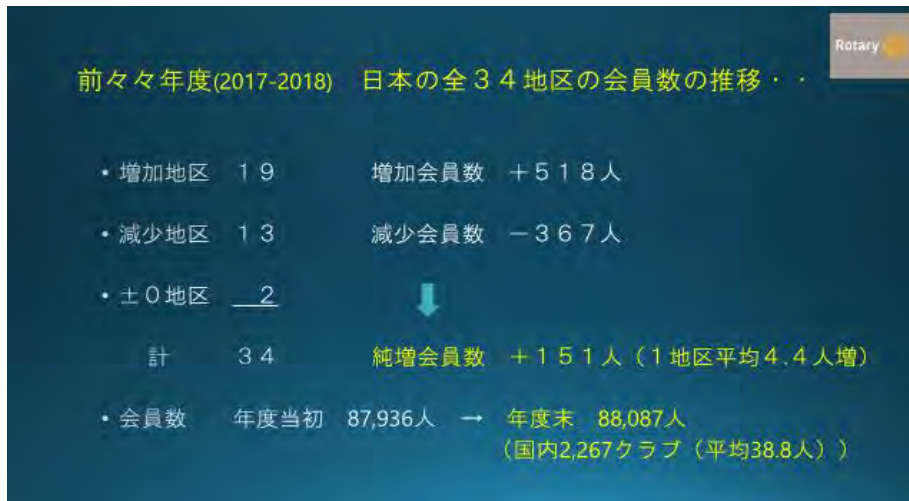 Rotary
前々々年度(2017-2018) 日本の全３４地区の会員数の推移・・
・増加地区 １９ 増加会員数 ＋５１８人
・減少地区 １３ 減少会員数 －３６７人
・±０地区 ２
計 ３４ 純増会員数 ＋１５１人（１地区平均４.４人増）
・会員数 年度当初 87,936人 → 年度末 88,087人
（国内2,267クラブ（平均38.8人））